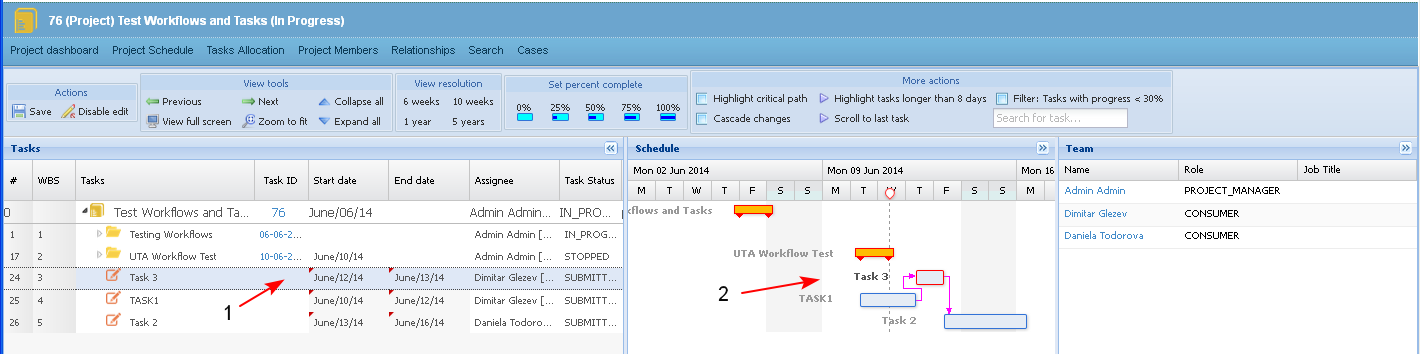 76 (Project) Test Workflows and Tasks (In Progress)
Project dashboard Project Schedule Tasks Allocation Project Members Relationships Search Cases
Actions
Save Disable edit
View tools
Previous Next Collapse all
View full screen Zoom to fit Expand all
View resolution
6 weeks 10 weeks
1 year 5 years
Set percent complete
0% 25% 50% 75% 100%
More actions
Highlight critical path Highlight tasks longer than 8 days Filter: Tasks with progress < 30%
Cascade changes Scroll to last task Search for task...
Tasks
# WBS Tasks Task ID Start date End date Assignee Task Status
0 Test Workflows and Ta... 76 June/06/14 Admin Admin... IN_PRO...
1 1 Testing Workflows 06-06-2... Admin Admin [... IN_PROG...
17 2 UTA Workflow Test 10-06-2... June/10/14 Admin Admin [... STOPPED
24 3 Task 3 June/12/14 June/13/14 Dimitar Glezev [... SUBMITT...
25 4 TASK1 June/10/14 June/12/14 Dimitar Glezev [... SUBMITT...
26 5 Task 2 June/13/14 June/16/14 Daniela Todoro... SUBMITT...
1
Schedule
Mon 02 Jun 2014 Mon 09 Jun 2014 Mon 16
M T W T F S S M T W T F S S M
kflows and Tasks
UTA Workflow Test
Task 3
TASK1
Task 2
2
Team
Name Role Job Title
Admin Admin PROJECT_MANAGER
Dimitar Glezev CONSUMER
Daniela Todorova CONSUMER